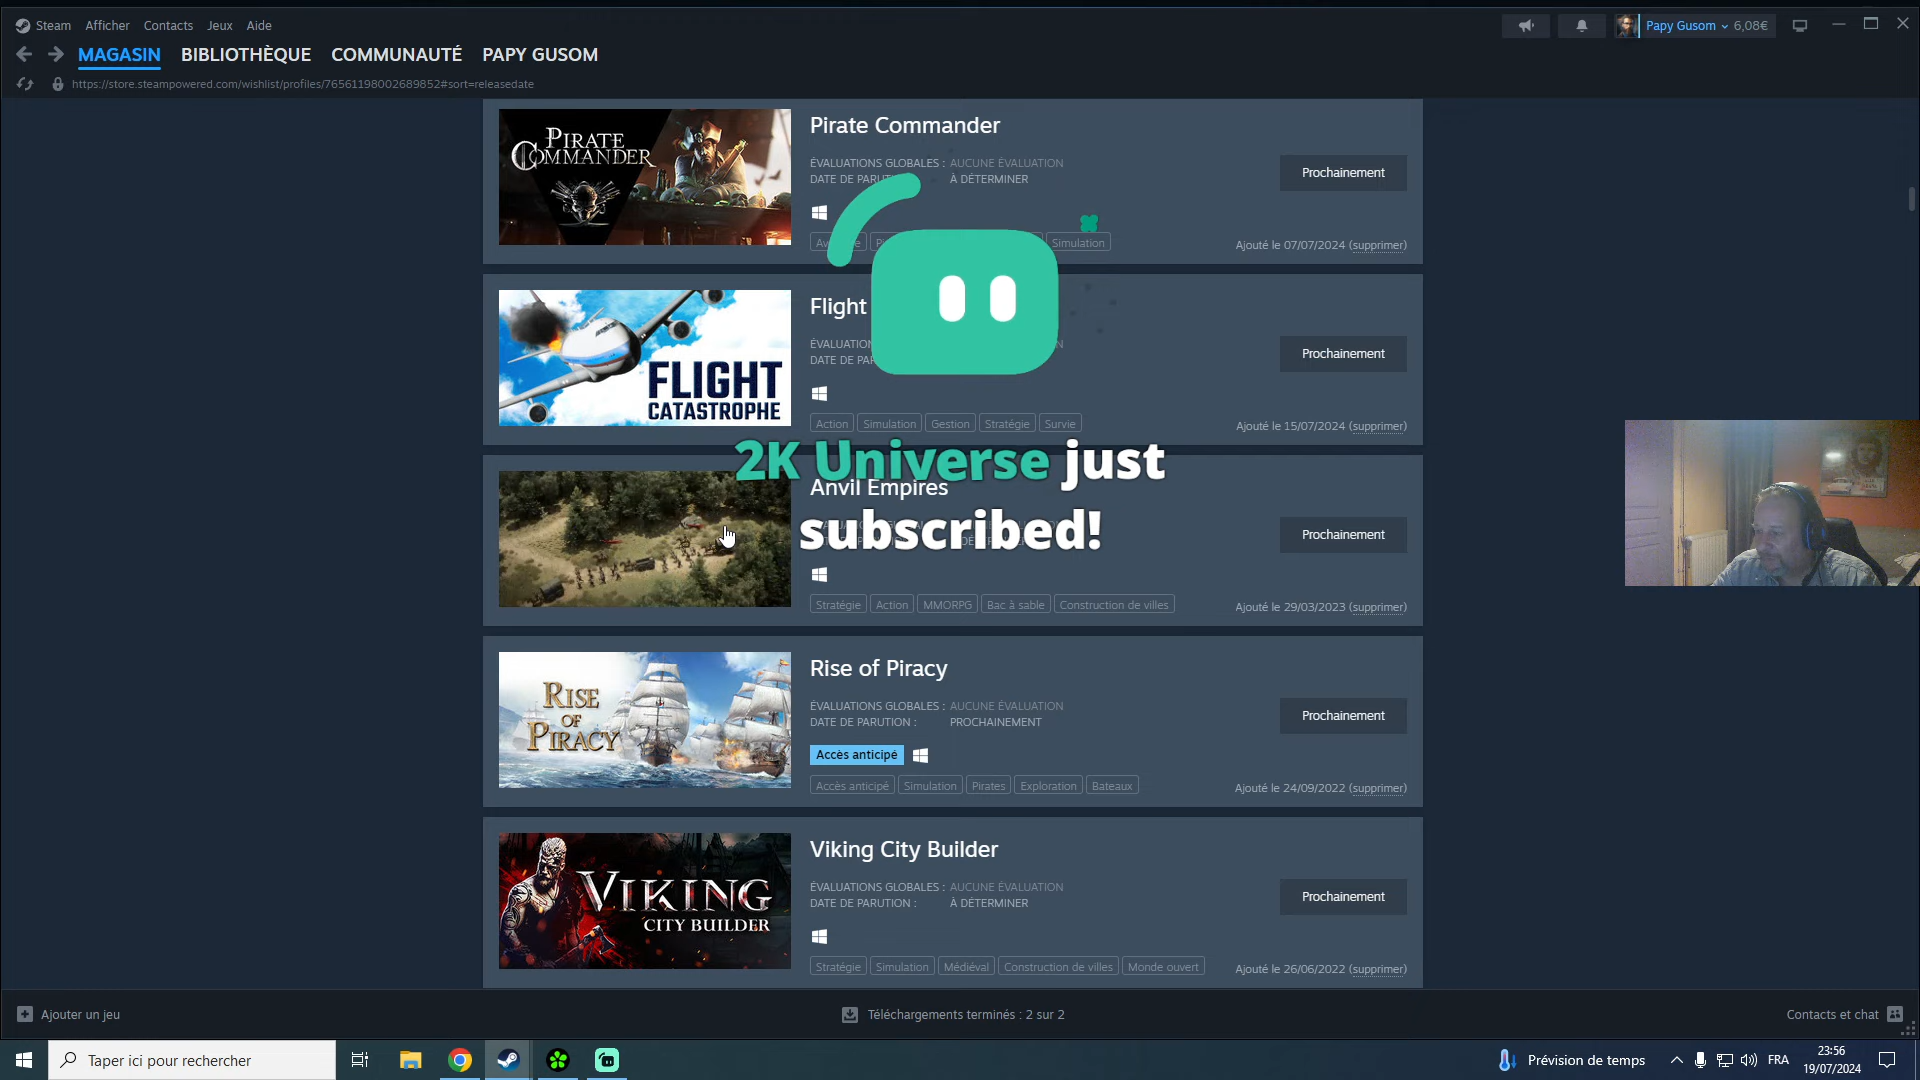 Steam
Afficher
Contacts
Jeux
Aide
Papy Gusom
6,08€
MAGASIN
BIBLIOTHÈQUE
COMMUNAUTÉ
PAPY GUSOM
https://store.steampowered.com/wishlist/profiles/76561198002689852#sort=releasedate
PIRATE
COMMANDER
Pirate Commander
ÉVALUATIONS GLOBALES : AUCUNE ÉVALUATION
À DÉTERMINER
Simulation
Prochainement
Ajouté le 07/07/2024 (supprimer)
FLIGHT
CATASTROPHE
Flight
Action
Simulation
Gestion
Stratégie
Survie
Prochainement
Ajouté le 15/07/2024 (supprimer)
2K Universe just
subscribed!
Anvil Empires
Stratégie
Action
MMORPG
Bac à sable
Construction de villes
Prochainement
Ajouté le 29/03/2023 (supprimer)
RISE
OF
PIRACY
Rise of Piracy
ÉVALUATIONS GLOBALES : AUCUNE ÉVALUATION
DATE DE PARUTION : PROCHAINEMENT
Accès anticipé
Accès anticipé
Simulation
Pirates
Exploration
Bateaux
Prochainement
Ajouté le 24/09/2022 (supprimer)
VIKING
CITY BUILDER
Viking City Builder
ÉVALUATIONS GLOBALES : AUCUNE ÉVALUATION
DATE DE PARUTION : À DÉTERMINER
Stratégie
Simulation
Médiéval
Construction de villes
Monde ouvert
Prochainement
Ajouté le 26/06/2022 (supprimer)
Ajouter un jeu
Téléchargements terminés : 2 sur 2
Contacts et chat
Taper ici pour rechercher
Prévision de temps
FRA
23:56
19/07/2024